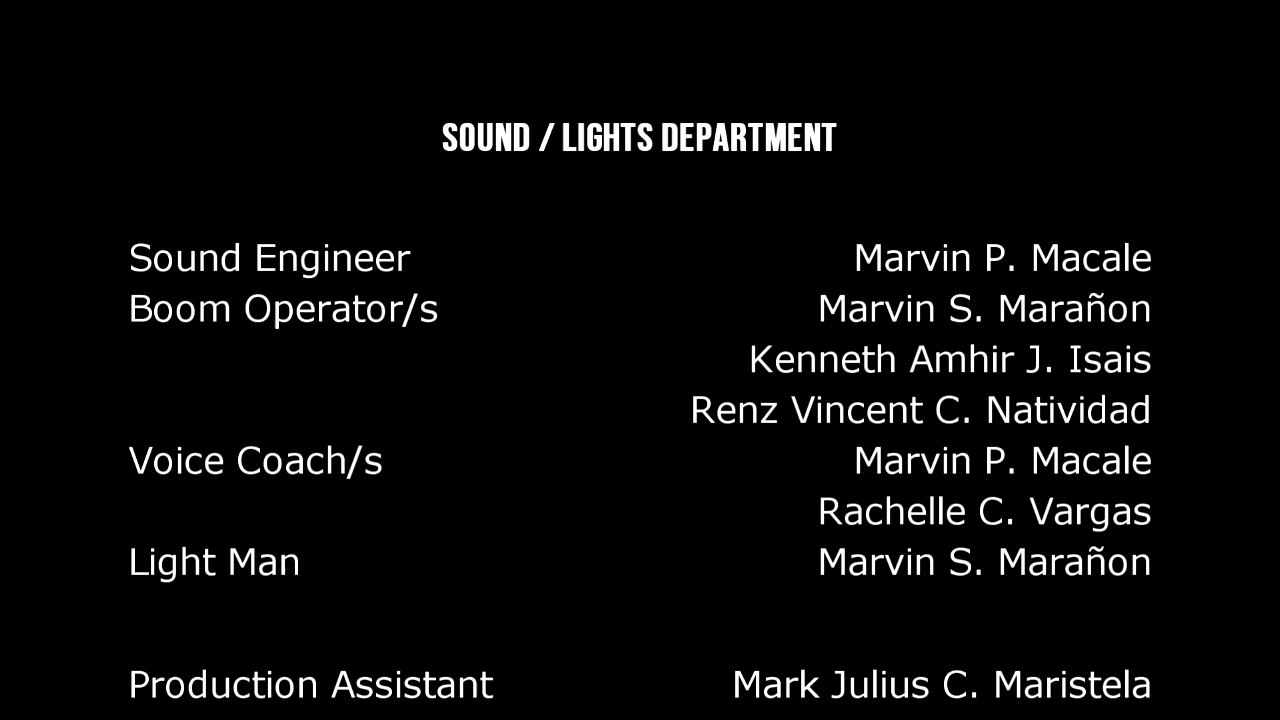 SOUND / LIGHTS DEPARTMENT
Sound Engineer Marvin P. Macale
Boom Operator/s Marvin S. Marañon
Kenneth Amhir J. Isais
Renz Vincent C. Natividad
Voice Coach/s Marvin P. Macale
Rachelle C. Vargas
Light Man Marvin S. Marañon
Production Assistant Mark Julius C. Maristela